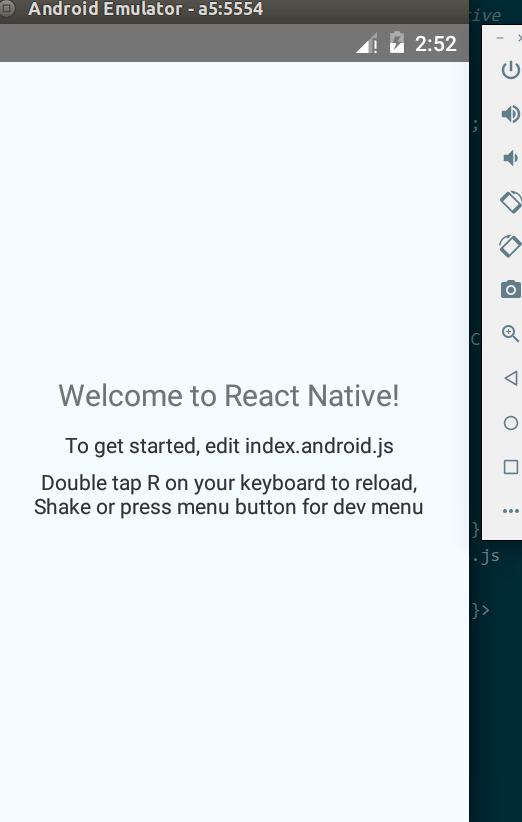 Android Emulator - a5:5554
2:52
Welcome to React Native!
To get started, edit index.android.js
Double tap R on your keyboard to reload,
Shake or press menu button for dev menu
;
}
.js
}>